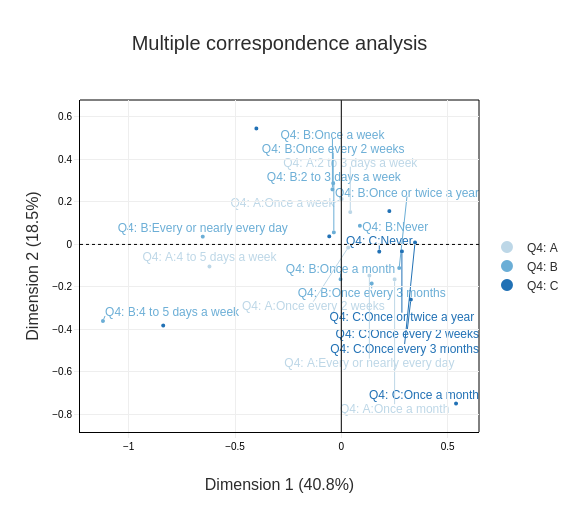 Multiple correspondence analysis
Dimension 2 (18.5%)
0.6
0.4
0.2
0
−0.2
−0.4
−0.6
−0.8
Q4: B:Once a week
Q4: B:Once every 2 weeks
Q4: A:2 to 3 days a week
Q4: B:2 to 3 days a week
Q4: B:Once or twice a year
Q4: A:Once a week
Q4: B:Every or nearly every day
Q4: B:Never
Q4: C:Never
Q4: A:4 to 5 days a week
Q4: B:Once a month
Q4: B:Once every 3 months
Q4: A:Once every 2 weeks
Q4: B:4 to 5 days a week
Q4: C:Once or twice a year
Q4: C:Once every 2 weeks
Q4: C:Once every 3 months
Q4: A:Every or nearly every day
Q4: C:Once a month
Q4: A:Once a month
−1
−0.5
0
0.5
Dimension 1 (40.8%)
Q4: A
Q4: B
Q4: C